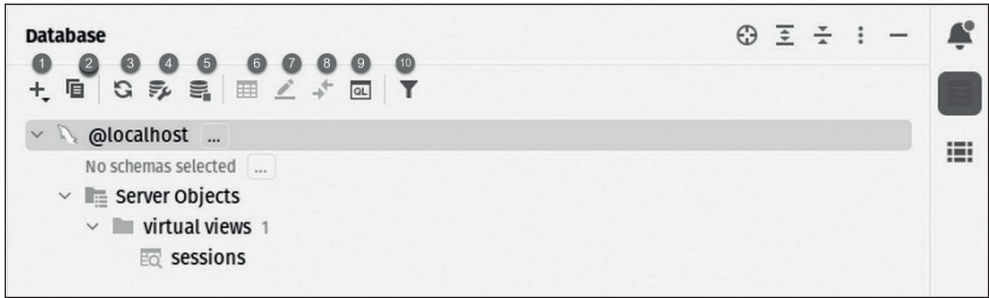 Database
1 2 3 4 5 6 7 8 9 10
QL
@localhost ...
No schemas selected ...
Server Objects
virtual views 1
sessions